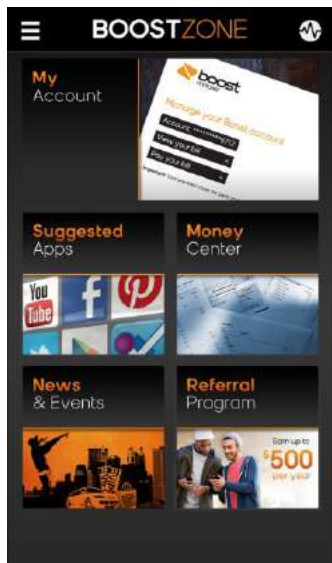 BOOSTZONE
My
Account
boost
mobile
Manage your Boost account
View your bill
Pay your bill
Suggested
Apps
Money
Center
You
Tube
News
& Events
Referral
Program
Earn up to
$500
per year